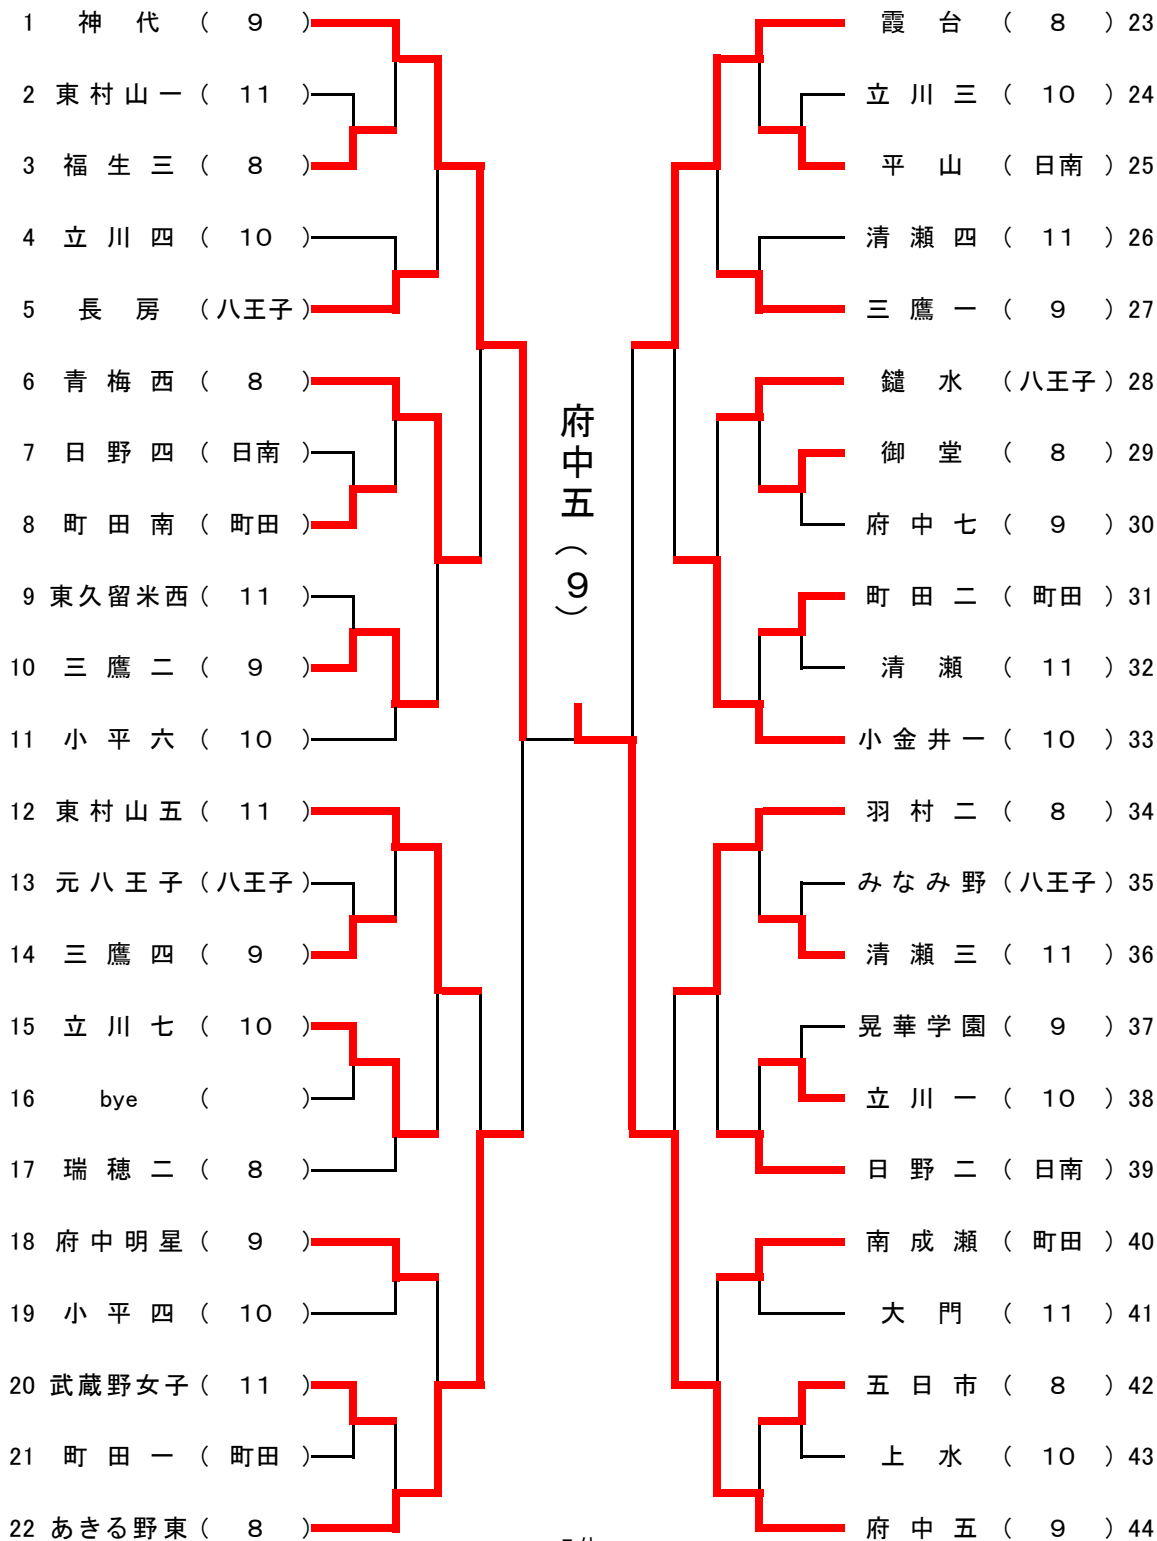 1 神代 ( 9 )
2 東村山一 ( 11 )
3 福生三 ( 8 )
4 立川四 ( 10 )
5 長房 (八王子)
6 青梅西 ( 8 )
7 日野四 ( 日南 )
8 町田南 ( 町田 )
9 東久留米西 ( 11 )
10 三鷹二 ( 9 )
11 小平六 ( 10 )
12 東村山五 ( 11 )
13 元八王子 (八王子)
14 三鷹四 ( 9 )
15 立川七 ( 10 )
16 bye ( )
17 瑞穂二 ( 8 )
18 府中明星 ( 9 )
19 小平四 ( 10 )
20 武蔵野女子 ( 11 )
21 町田一 ( 町田 )
22 あきる野東 ( 8 )
府中五(9)
霞台 ( 8 ) 23
立川三 ( 10 ) 24
平山 ( 日南 ) 25
清瀬四 ( 11 ) 26
三鷹一 ( 9 ) 27
鑓水 (八王子) 28
御堂 ( 8 ) 29
府中七 ( 9 ) 30
町田二 ( 町田 ) 31
清瀬 ( 11 ) 32
小金井一 ( 10 ) 33
羽村二 ( 8 ) 34
みなみ野 (八王子) 35
清瀬三 ( 11 ) 36
晃華学園 ( 9 ) 37
立川一 ( 10 ) 38
日野二 ( 日南 ) 39
南成瀬 ( 町田 ) 40
大門 ( 11 ) 41
五日市 ( 8 ) 42
上水 ( 10 ) 43
府中五 ( 9 ) 44